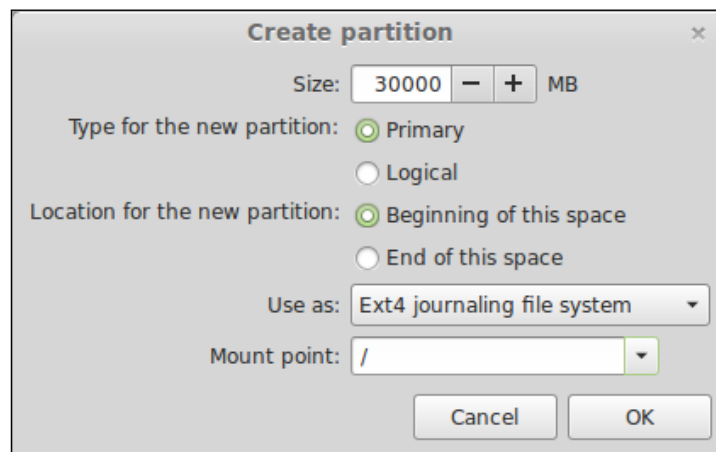 Create partition
Size: 30000 MB
Type for the new partition: Primary
Logical
Location for the new partition: Beginning of this space
End of this space
Use as: Ext4 journaling file system
Mount point: /
Cancel OK